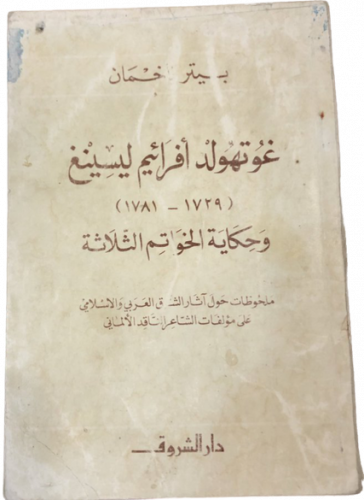 بيتر خمان
غوتهولد أفرائيم ليسينغ
(١٧٢٩ - ١٧٨١)
وحكاية الخواتم الثلاثة
ملحوظات حول آثار الشرق العربي والاسلامي
على مؤلفات الشاعر الناقد الألماني
دار الشروق